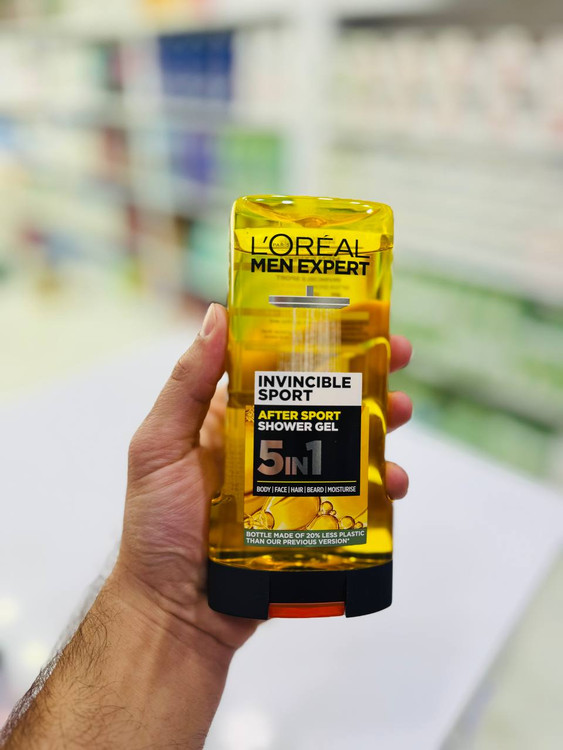 L'ORÉAL
PARIS
MEN EXPERT
INVINCIBLE
SPORT
AFTER SPORT
SHOWER GEL
5IN1
BODY | FACE | HAIR | BEARD | MOISTURISE
BOTTLE MADE OF 20% LESS PLASTIC
THAN OUR PREVIOUS VERSION*